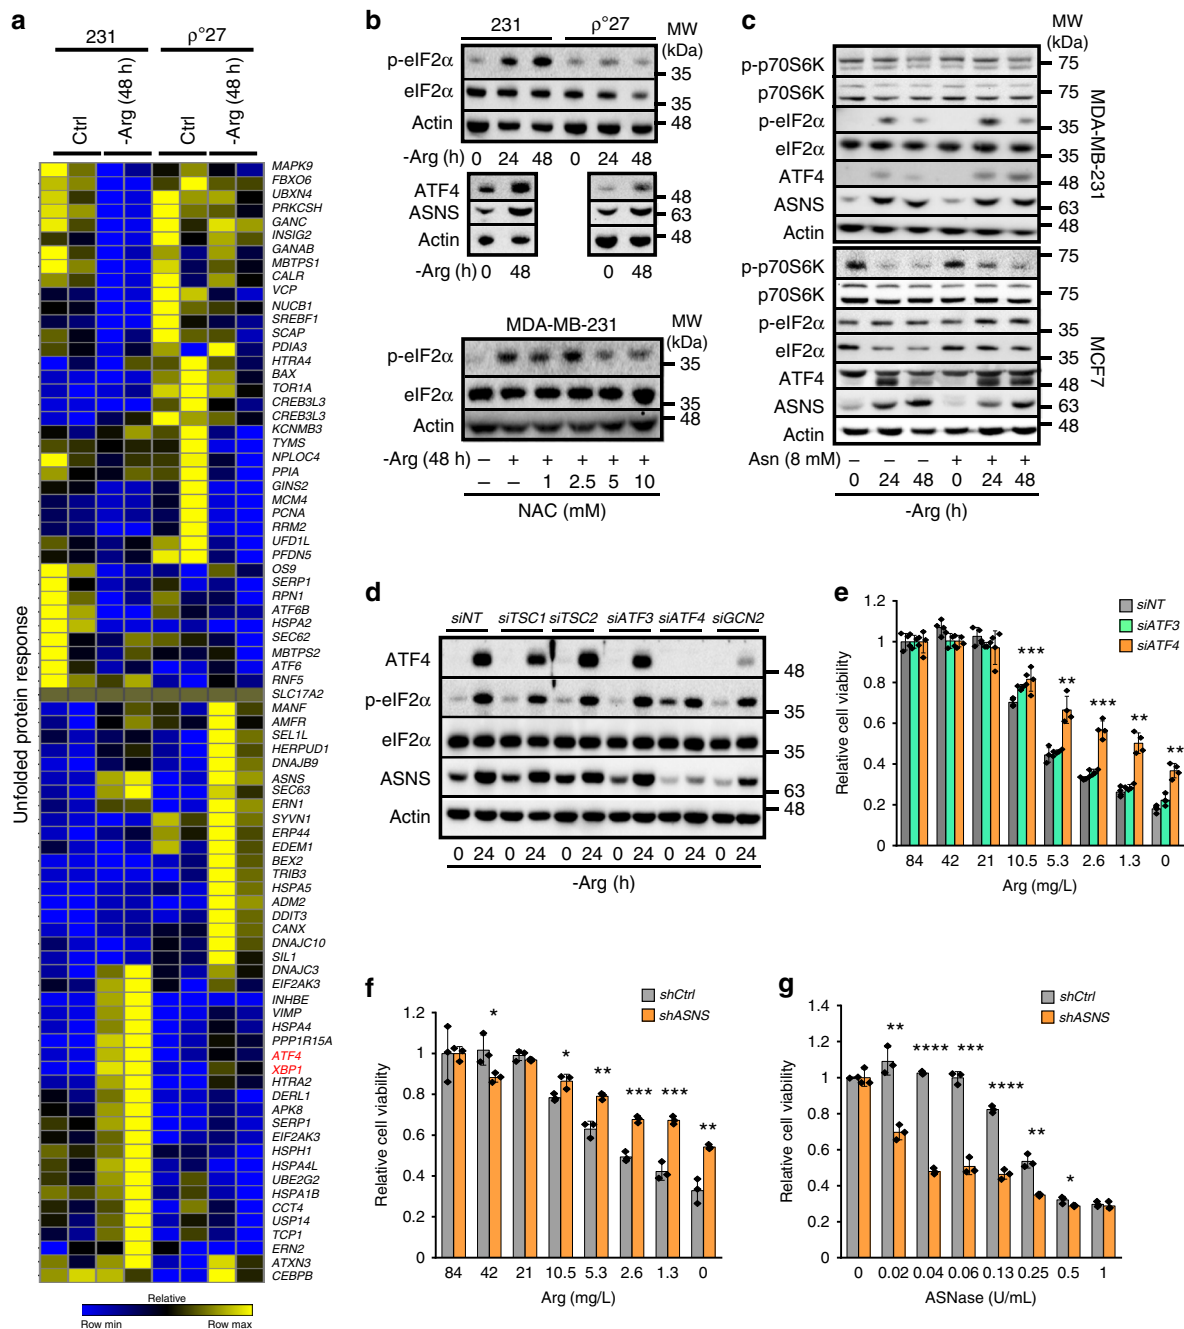 a
231
ρ°27
Ctrl
-Arg (48 h)
Ctrl
-Arg (48 h)
Unfolded protein response
MAPK9
FBXO6
UBXN4
PRKCSH
GANC
INSIG2
GANAB
MBTPS1
CALR
VCP
NUCB1
SREBF1
SCAP
PDIA3
HTRA4
BAX
TOR1A
CREB3L3
CREB3L3
KCNMB3
TYMS
NPLOC4
PPIA
GINS2
MCM4
PCNA
RRM2
UFD1L
PFDN5
OS9
SERP1
RPN1
ATF6B
HSPA2
SEC62
MBTPS2
ATF6
RNF5
SLC17A2
MANF
AMFR
SEL1L
HERPUD1
DNAJB9
ASNS
SEC63
ERN1
SYVN1
ERP44
EDEM1
BEX2
TRIB3
HSPA5
ADM2
DDIT3
CANX
DNAJC10
SIL1
DNAJC3
EIF2AK3
INHBE
VIMP
HSPA4
PPP1R15A
ATF4
XBP1
HTRA2
DERL1
APK8
SERP1
EIF2AK3
HSPH1
HSPA4L
UBE2G2
HSPA1B
CCT4
USP14
TCP1
ERN2
ATXN3
CEBPB
Relative
Row min Row max
b
231 ρ°27 MW (kDa)
p-eIF2α 35
eIF2α 35
Actin 48
-Arg (h) 0 24 48 0 24 48
ATF4 48
ASNS 63
Actin 48
-Arg (h) 0 48 0 48
MDA-MB-231 MW (kDa)
p-eIF2α 35
eIF2α 35
Actin 48
-Arg (48 h) – + + + + +
– – 1 2.5 5 10
NAC (mM)
c
MW (kDa)
p-p70S6K 75
p70S6K
p-eIF2α 35
eIF2α
ATF4 48
ASNS 63
Actin 48
MDA-MB-231
p-p70S6K 75
p70S6K 75
p-eIF2α 35
eIF2α 35
ATF4 48
ASNS 63
Actin 48
MCF7
Asn (8 mM) – – – + + +
0 24 48 0 24 48
-Arg (h)
d
siNT siTSC1 siTSC2 siATF3 siATF4 siGCN2
ATF4 48
p-eIF2α 35
eIF2α 35
ASNS 63
Actin 48
0 24 0 24 0 24 0 24 0 24 0 24
-Arg (h)
e
siNT
siATF3
siATF4
Relative cell viability
1.2
1
0.8
0.6
0.4
0.2
0
*** ** *** ** **
84 42 21 10.5 5.3 2.6 1.3 0
Arg (mg/L)
f
shCtrl
shASNS
Relative cell viability
1.2
1
0.8
0.6
0.4
0.2
0
* * ** *** *** **
84 42 21 10.5 5.3 2.6 1.3 0
Arg (mg/L)
g
shCtrl
shASNS
Relative cell viability
1.4
1.2
1
0.8
0.6
0.4
0.2
0
** **** *** **** ** *
0 0.02 0.04 0.06 0.13 0.25 0.5 1
ASNase (U/mL)